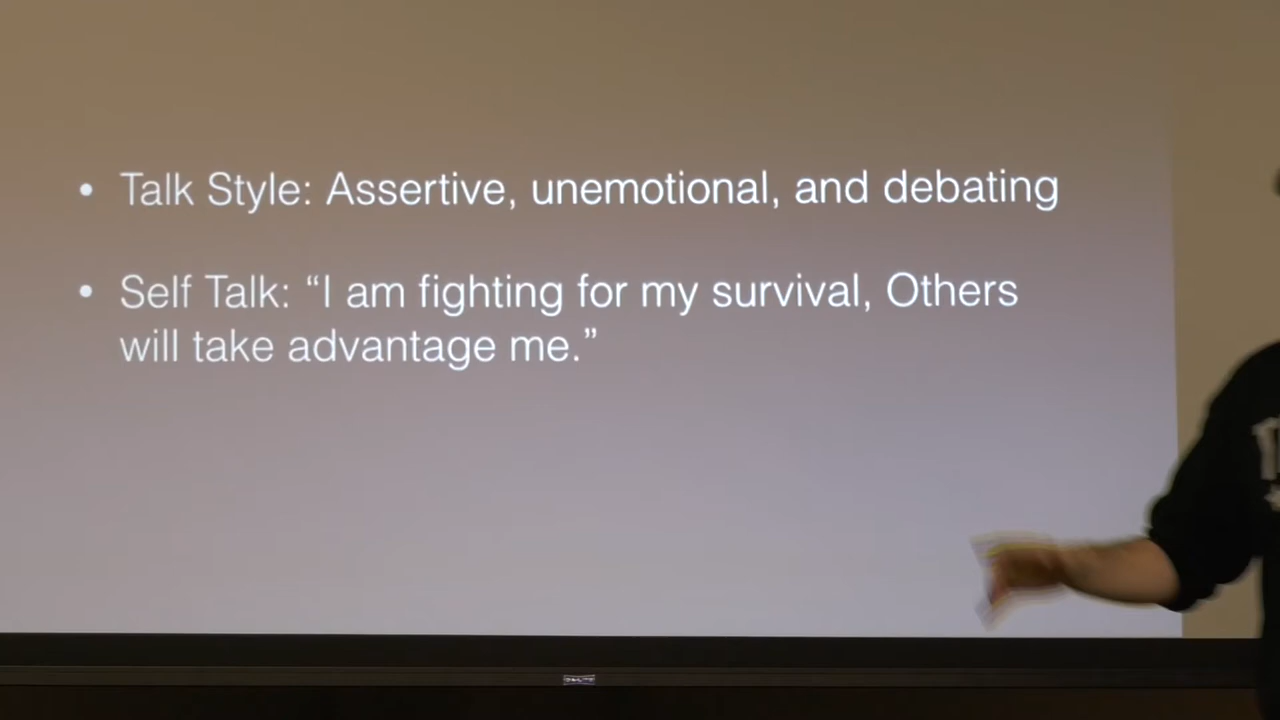 • Talk Style: Assertive, unemotional, and debating
• Self Talk: “I am fighting for my survival, Others
will take advantage me.”